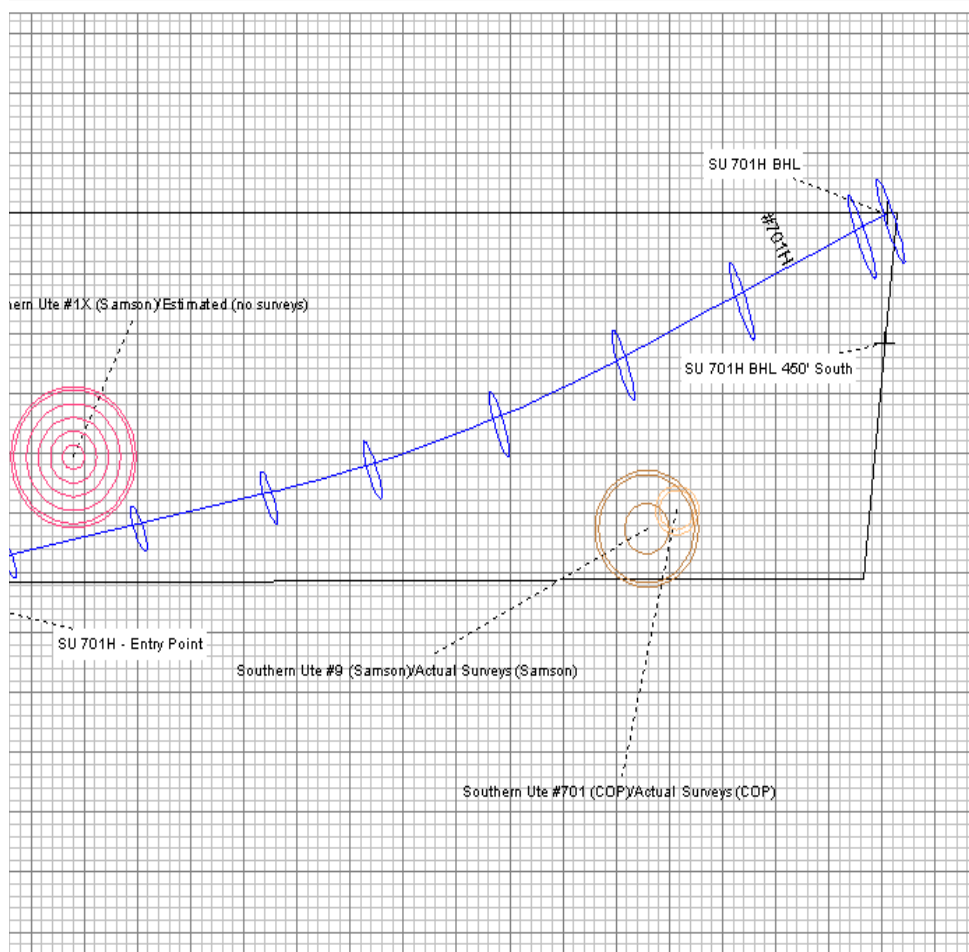 SU 701H BHL
#701H
hern Ute #1X (Samson)/Estimated (no surveys)
SU 701H BHL 450' South
SU 701H - Entry Point
Southern Ute #9 (Samson)/Actual Surveys (Samson)
Southern Ute #701 (COP)/Actual Surveys (COP)